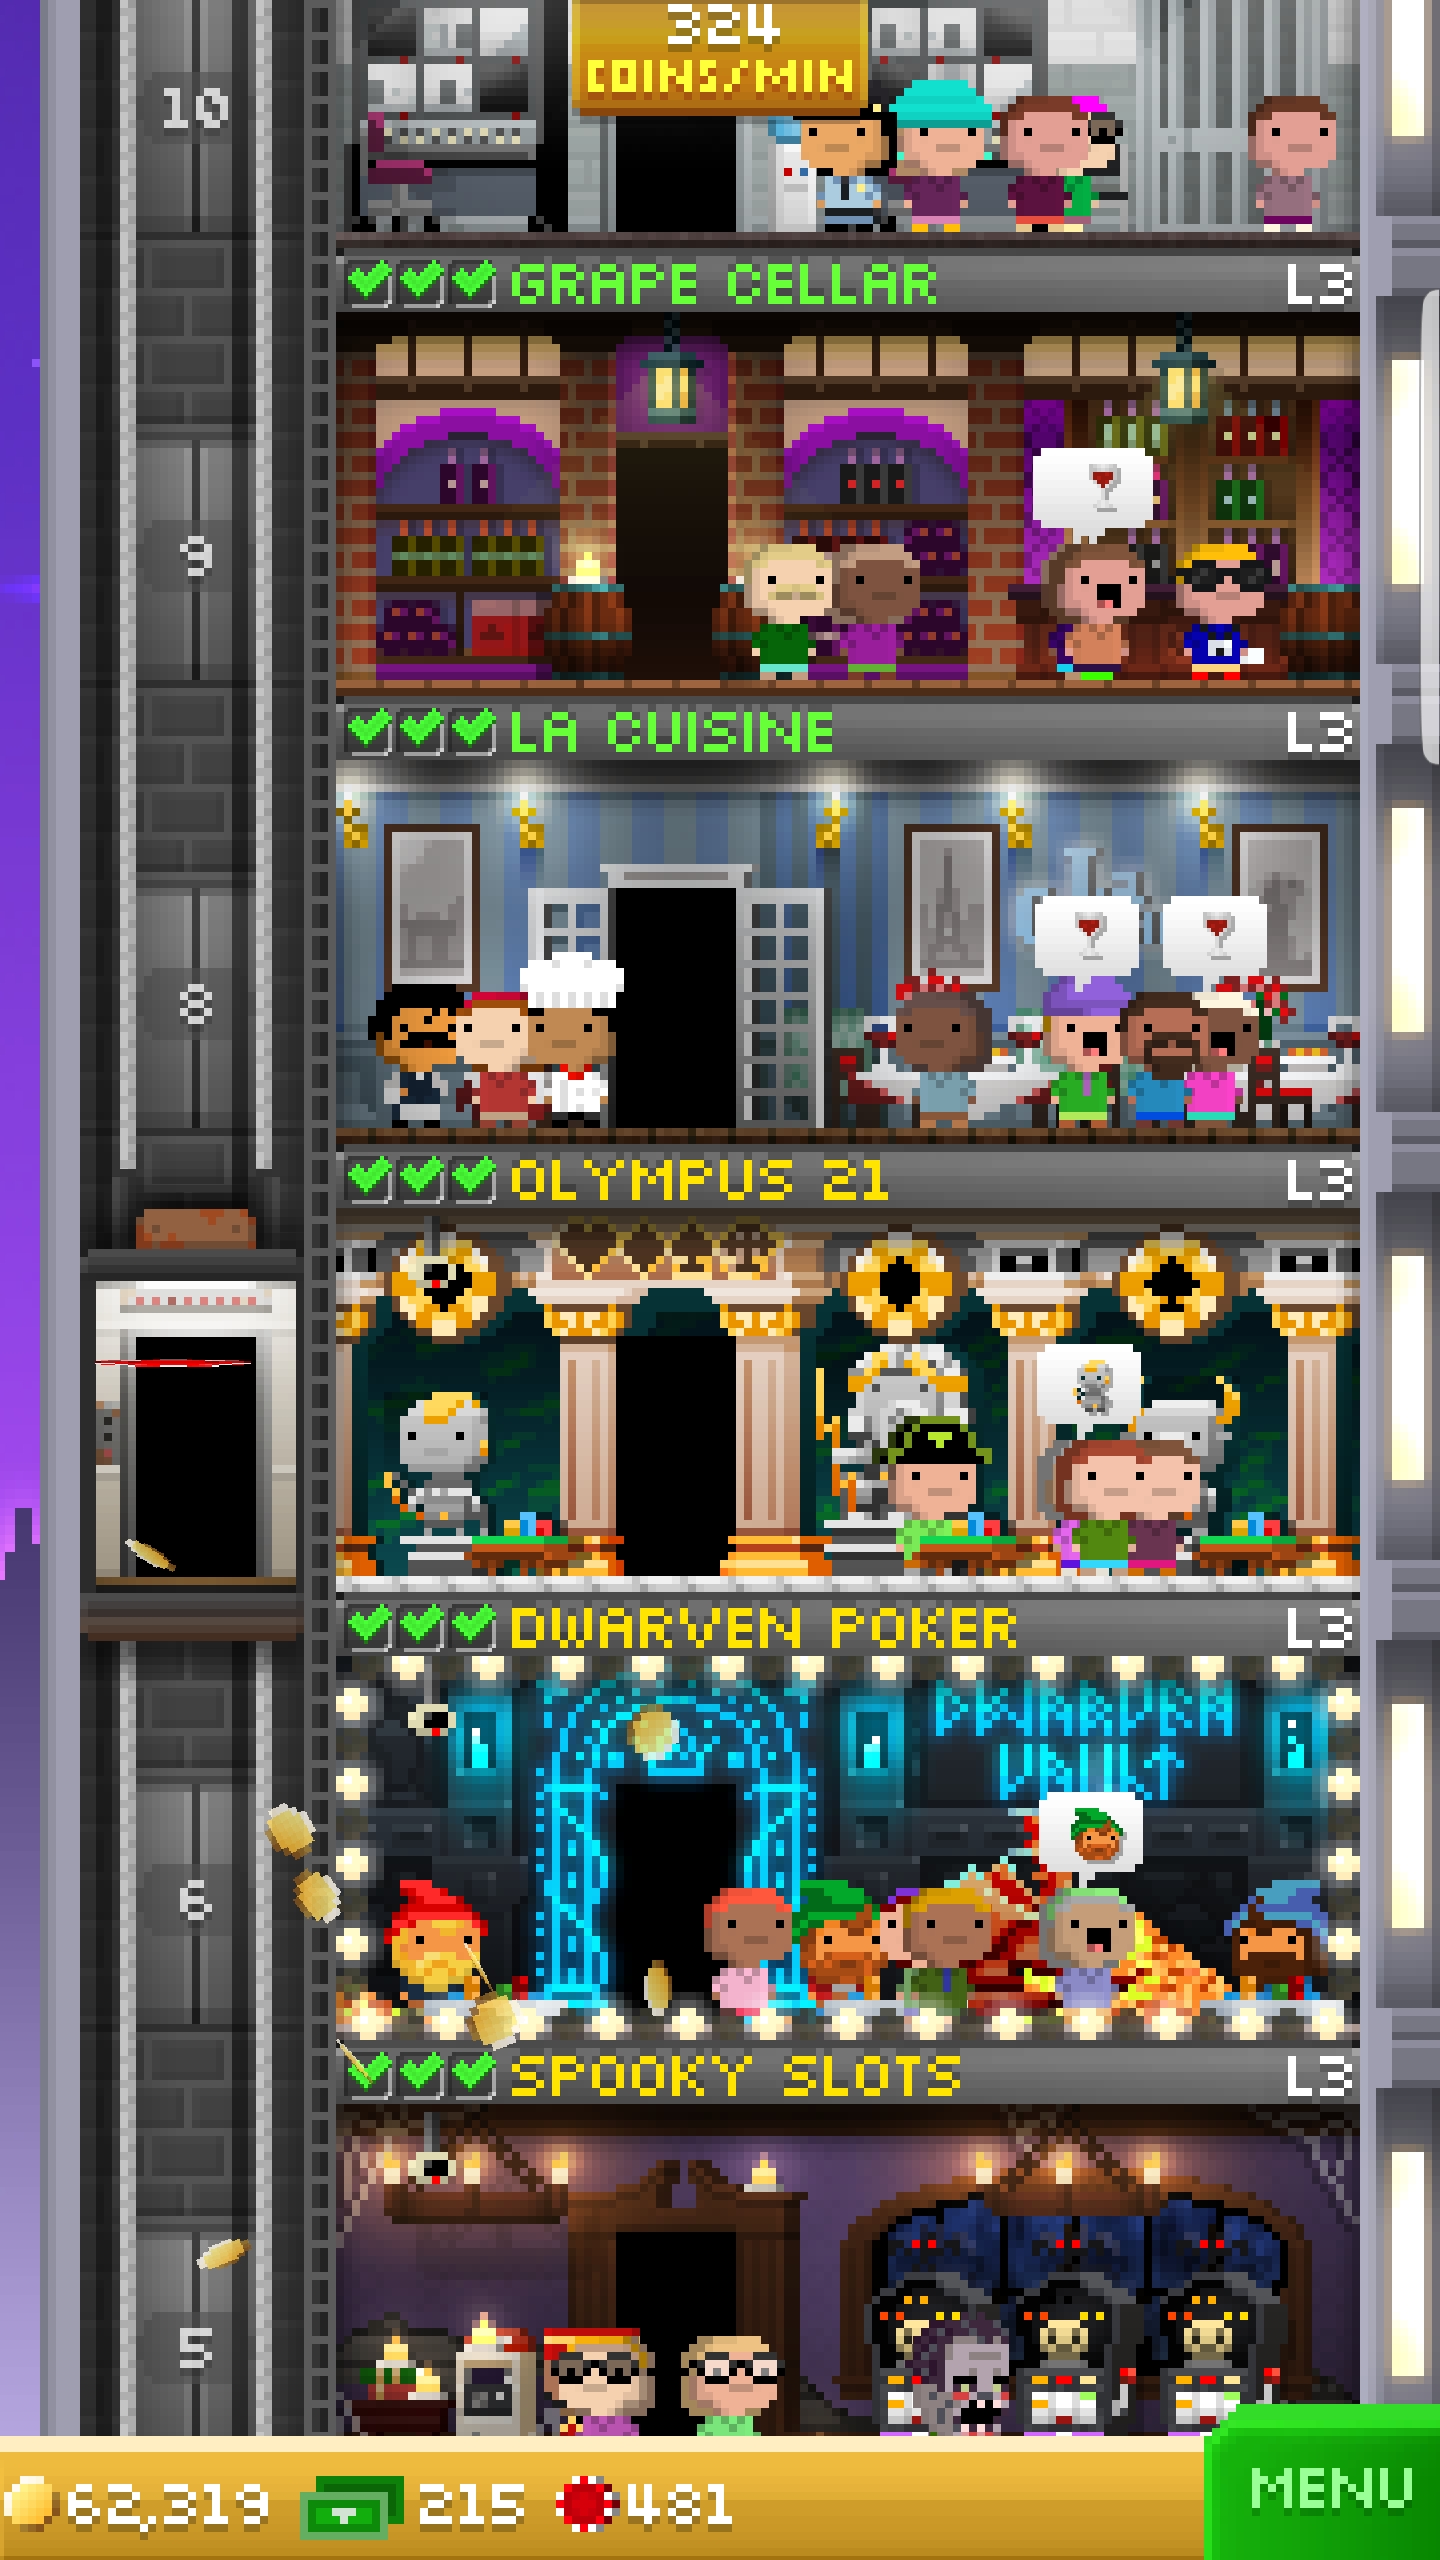 324
COINS/MIN
10
GRAPE CELLAR L3
9
LA CUISINE L3
8
OLYMPUS 21 L3
DWARVEN POKER L3
DWARVEN
VAULT
6
SPOOKY SLOTS L3
5
62,319 215 481
MENU